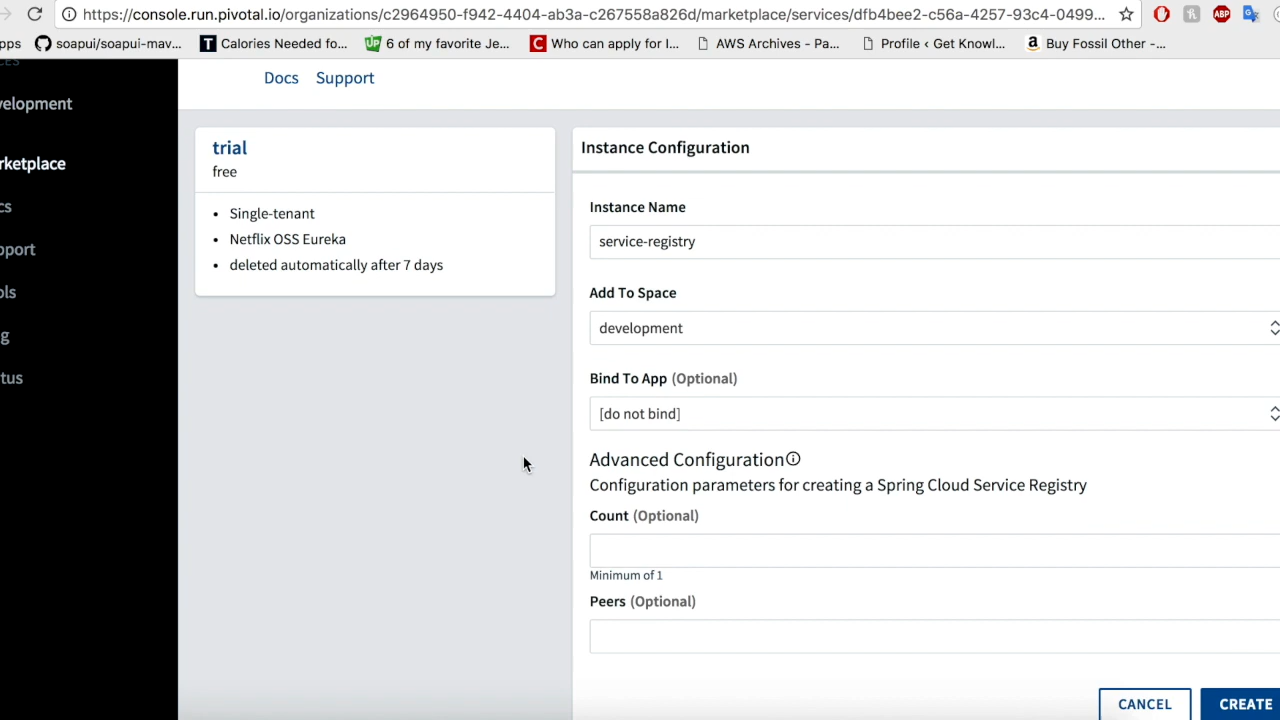 https://console.run.pivotal.io/organizations/c2964950-f942-4404-ab3a-c267558a826d/marketplace/services/dfb4bee2-c56a-4257-93c4-0499...
pps soapui/soapui-mav... Calories Needed fo... 6 of my favorite Je... Who can apply for I... AWS Archives - Pa... Profile ‹ Get Knowl... Buy Fossil Other -...
velopment
rketplace
cs
pport
ols
g
tus
Docs Support
trial
free
• Single-tenant
• Netflix OSS Eureka
• deleted automatically after 7 days
Instance Configuration
Instance Name
service-registry
Add To Space
development
Bind To App (Optional)
[do not bind]
Advanced Configuration
Configuration parameters for creating a Spring Cloud Service Registry
Count (Optional)
Minimum of 1
Peers (Optional)
CANCEL CREATE